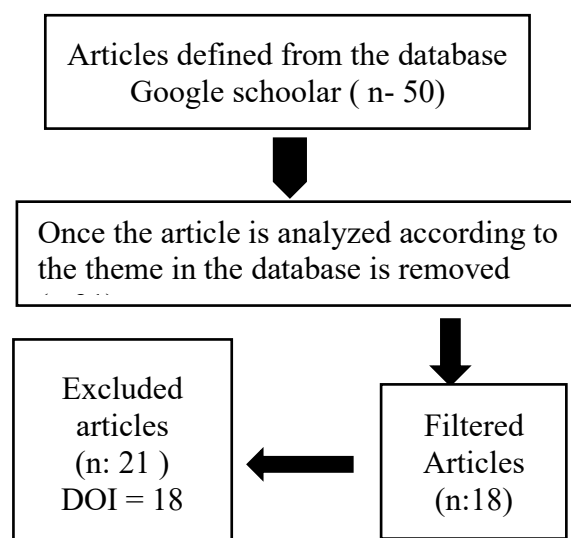 Articles defined from the database
Google schoolar ( n- 50)
Once the article is analyzed according to
the theme in the database is removed
Excluded
articles
(n: 21 )
DOI = 18
Filtered
Articles
(n:18)